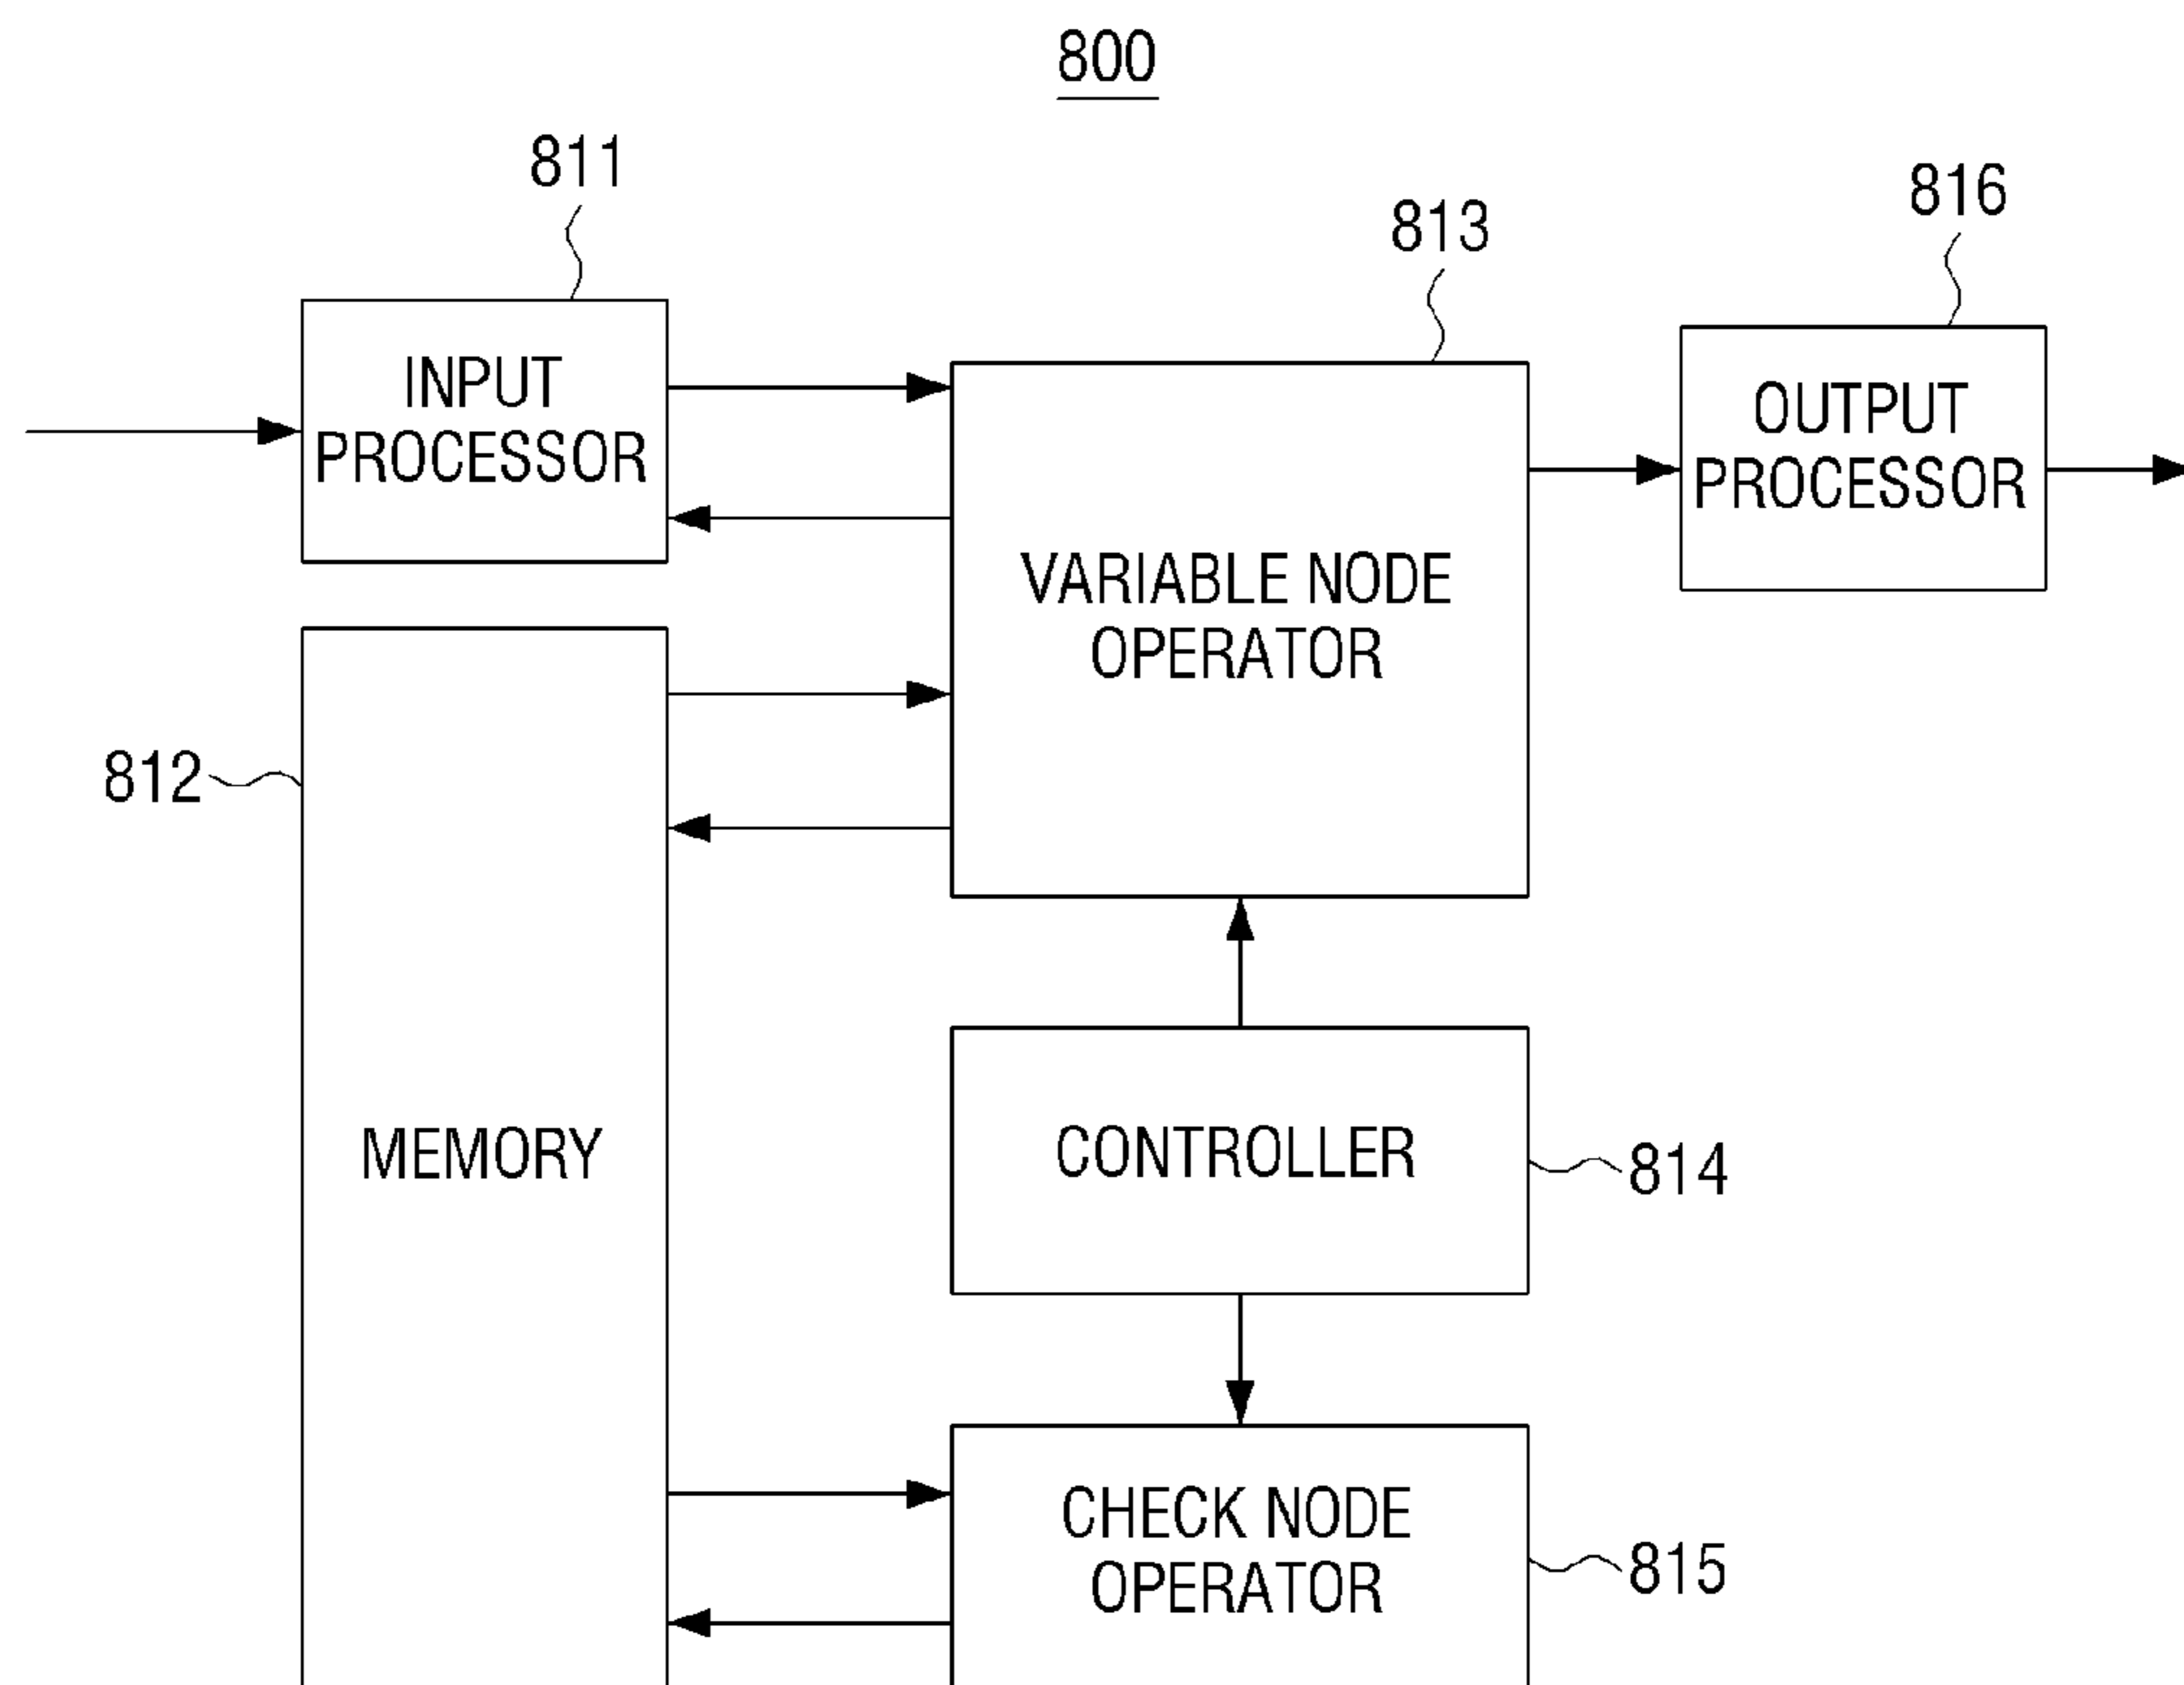 800
811
813
816
INPUT
PROCESSOR
OUTPUT
PROCESSOR
VARIABLE NODE
OPERATOR
812
MEMORY
CONTROLLER
814
CHECK NODE
OPERATOR
815